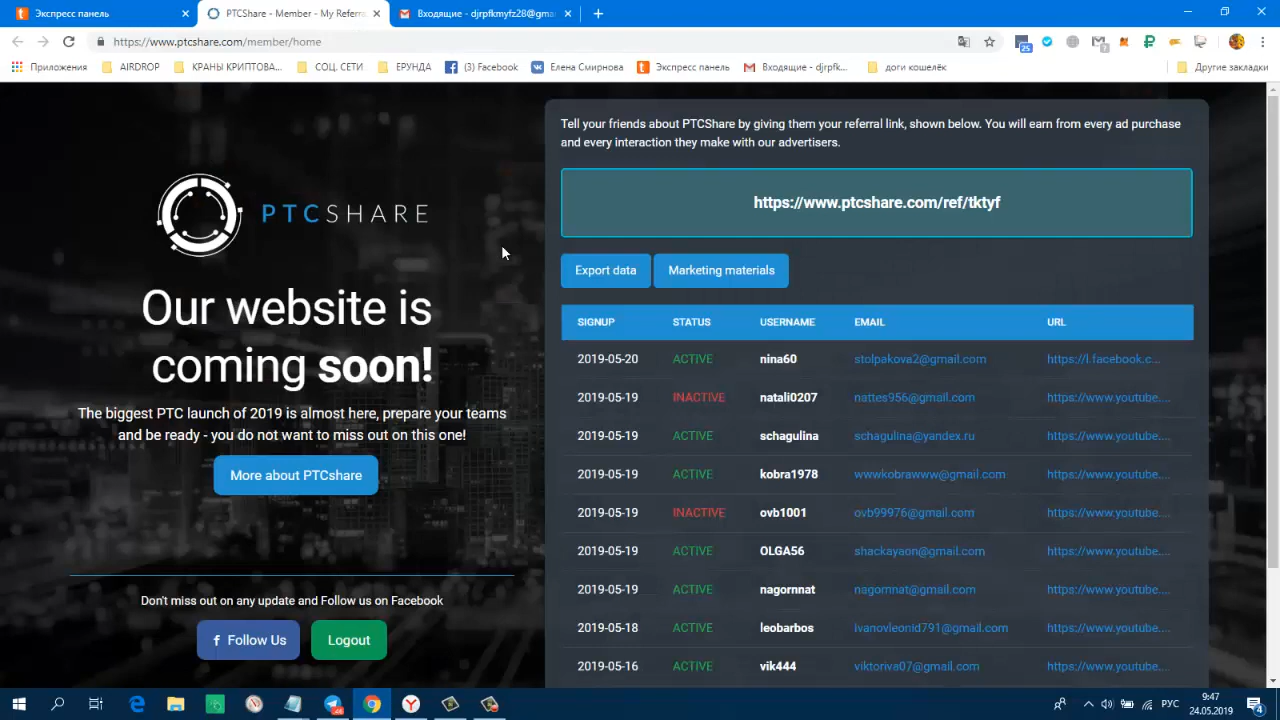 Экспресс панель
PTCShare - Member - My Referra
Входящие - djrpfkmyfz28@gma
https://www.ptcshare.com/member/home
25
Приложения
AIRDROP
КРАНЫ КРИПТОВА...
СОЦ. СЕТИ
ЕРУНДА
(3) Facebook
Елена Смирнова
Экспресс панель
Входящие - djrpfk...
доги кошелёк
Другие закладки
PTCSHARE
Our website is
coming soon!
The biggest PTC launch of 2019 is almost here, prepare your teams
and be ready - you do not want to miss out on this one!
More about PTCshare
Don't miss out on any update and Follow us on Facebook
Follow Us
Logout
Tell your friends about PTCShare by giving them your referral link, shown below. You will earn from every ad purchase
and every interaction they make with our advertisers.
https://www.ptcshare.com/ref/tktyf
Export data
Marketing materials
SIGNUP STATUS USERNAME EMAIL URL
2019-05-20 ACTIVE nina60 stolpakova2@gmail.com https://l.facebook.c...
2019-05-19 INACTIVE natali0207 nattes956@gmail.com https://www.youtube....
2019-05-19 ACTIVE schagulina schagulina@yandex.ru https://www.youtube....
2019-05-19 ACTIVE kobra1978 wwwkobrawww@gmail.com https://www.youtube....
2019-05-19 INACTIVE ovb1001 ovb99976@gmail.com https://www.youtube....
2019-05-19 ACTIVE OLGA56 shackayaon@gmail.com https://www.youtube....
2019-05-19 ACTIVE nagornnat nagornnat@gmail.com https://www.youtube....
2019-05-18 ACTIVE leobarbos ivanovleonid791@gmail.com https://www.youtube....
2019-05-16 ACTIVE vik444 viktoriva07@gmail.com https://www.youtube....
РУС
9:47
24.05.2019
4